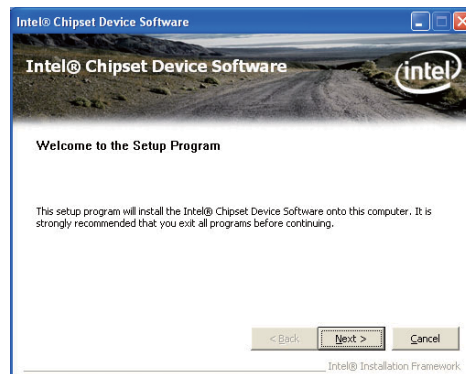 Intel® Chipset Device Software
Intel® Chipset Device Software
intel
Welcome to the Setup Program
This setup program will install the Intel® Chipset Device Software onto this computer. It is
strongly recommended that you exit all programs before continuing.
< Back
Next >
Cancel
Intel® Installation Framework